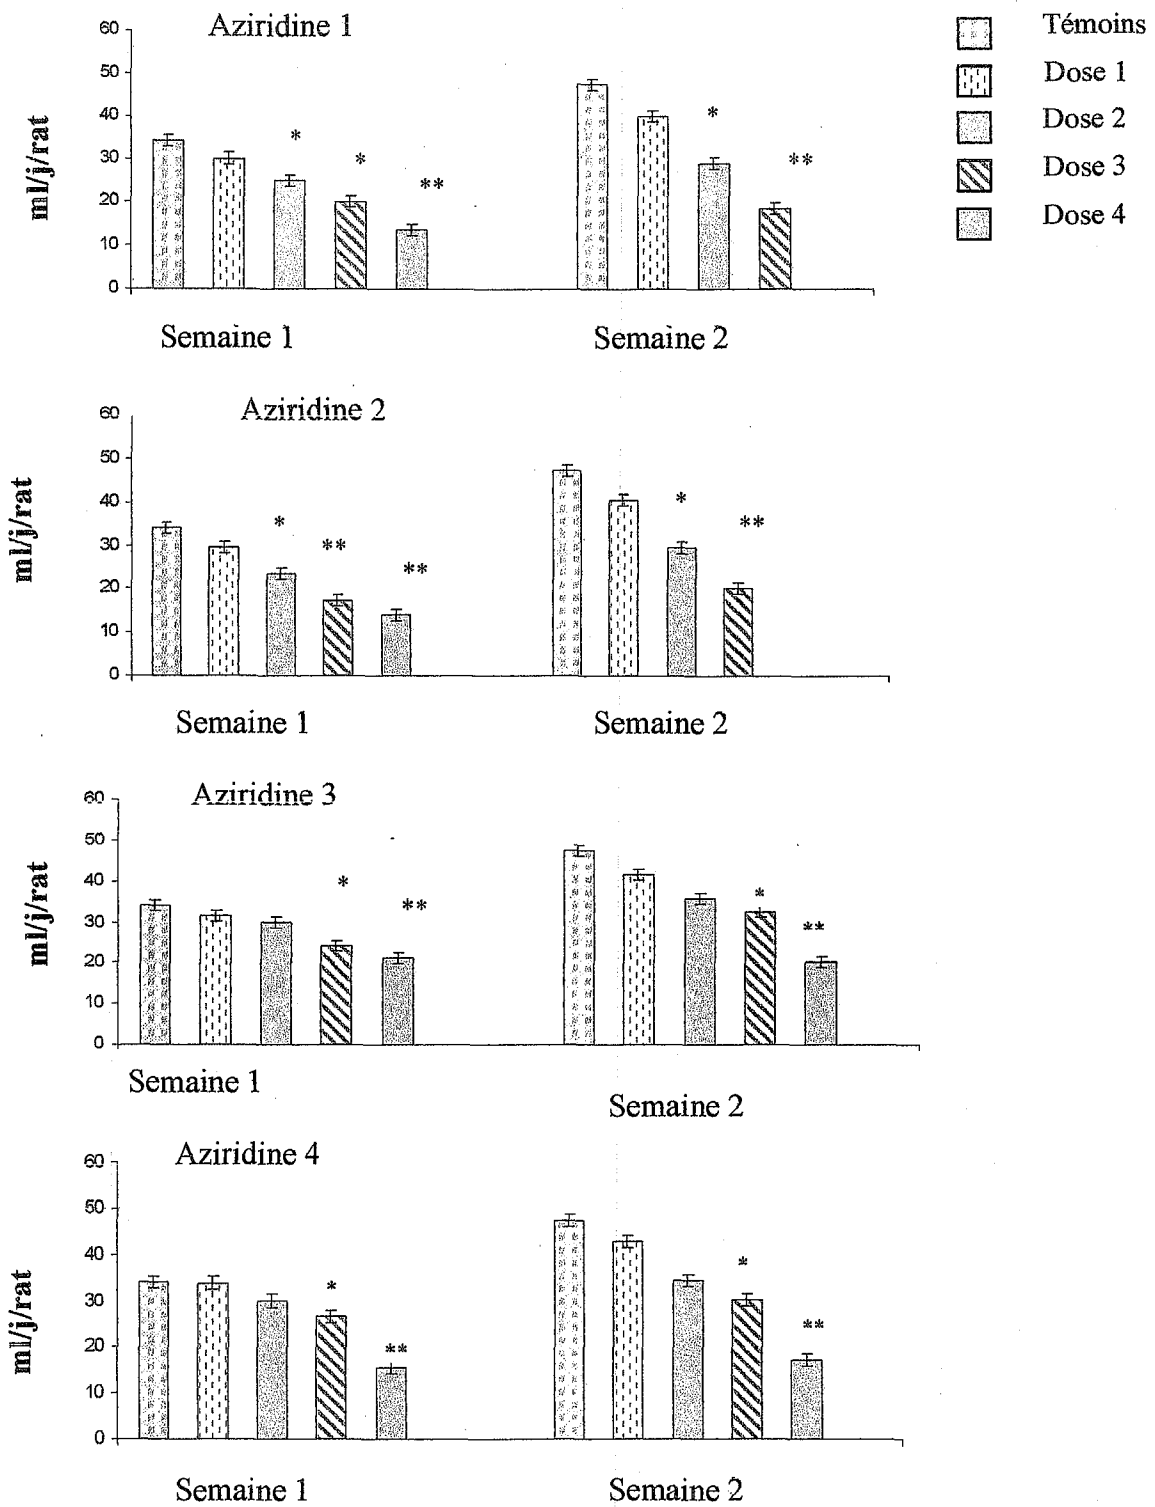 Aziridine 1
60
50
40
30
20
10
0
ml/j/rat
*
*
**
*
**
Semaine 1
Semaine 2
Témoins
Dose 1
Dose 2
Dose 3
Dose 4
Aziridine 2
60
50
40
30
20
10
0
ml/j/rat
*
**
**
*
**
Semaine 1
Semaine 2
Aziridine 3
60
50
40
30
20
10
0
ml/j/rat
*
**
*
**
Semaine 1
Semaine 2
Aziridine 4
60
50
40
30
20
10
0
ml/j/rat
*
**
*
**
Semaine 1
Semaine 2